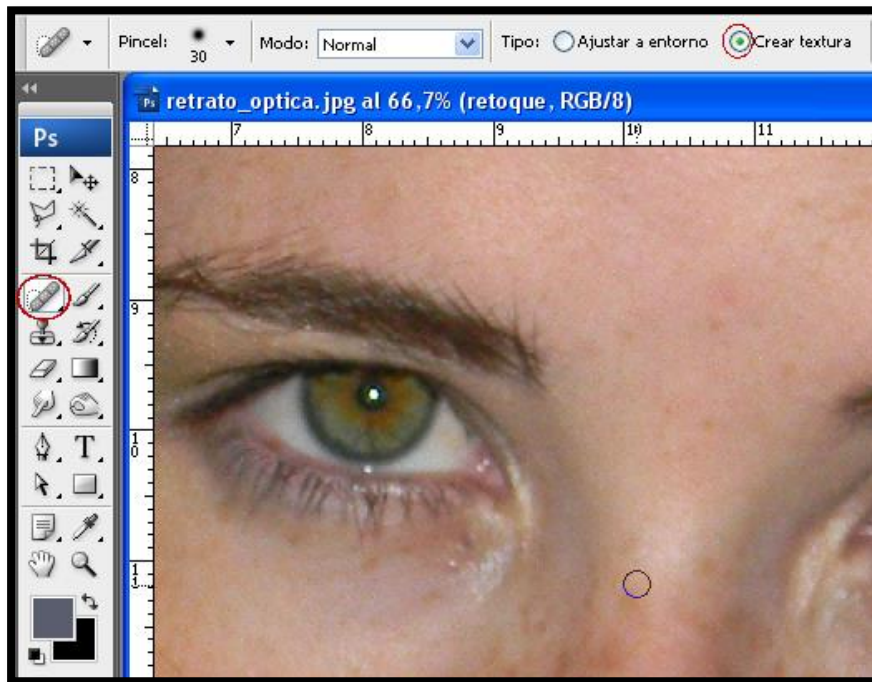 Pincel: 30 Modo: Normal Tipo: Ajustar a entorno Crear textura
retrato_optica.jpg al 66,7% (retoque, RGB/8)
Ps
7 8 9 10 11
8
T
9
10
11